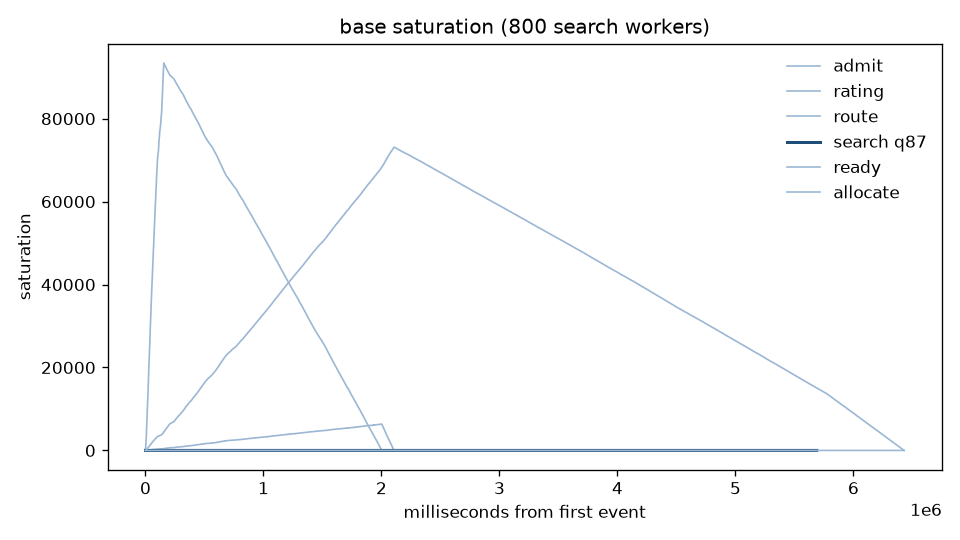 base saturation (800 search workers)
admit
rating
route
search q87
ready
allocate
saturation
80000
60000
40000
20000
0
0 1 2 3 4 5 6
1e6
milliseconds from first event